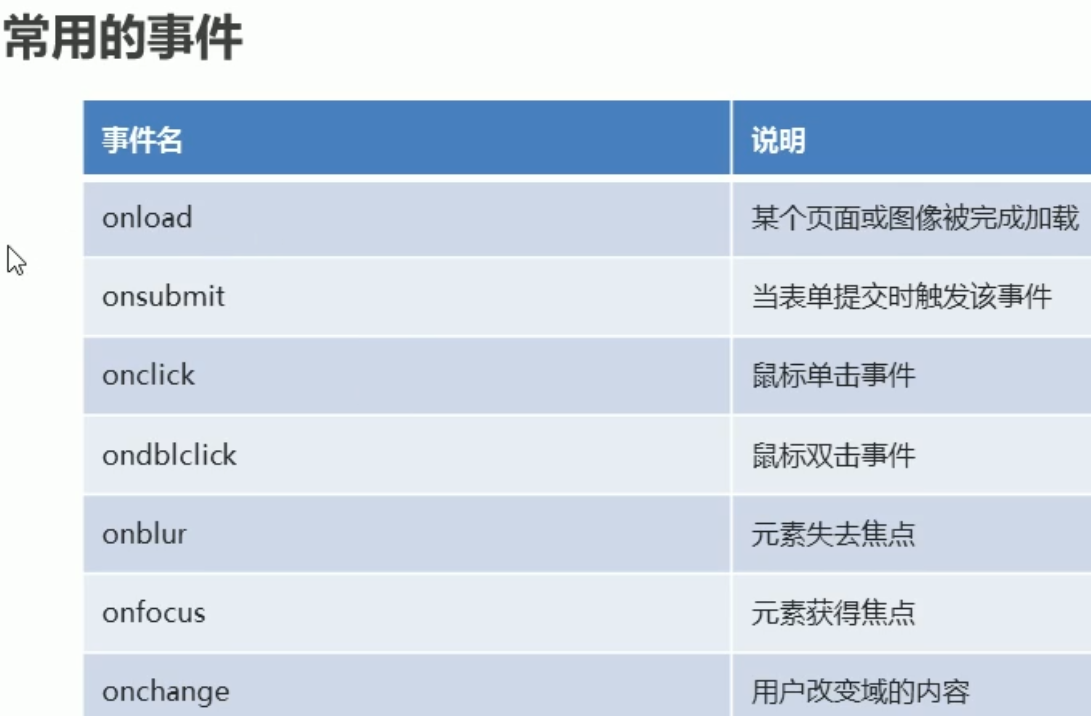 常用的事件
事件名 说明
onload 某个页面或图像被完成加载
onsubmit 当表单提交时触发该事件
onclick 鼠标单击事件
ondblclick 鼠标双击事件
onblur 元素失去焦点
onfocus 元素获得焦点
onchange 用户改变域的内容